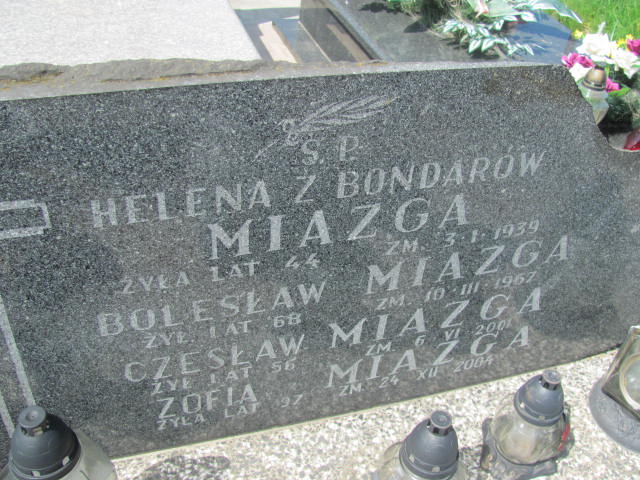 Ś. P.
HELENA Z BONDARÓW
MIAZGA
ŻYŁA LAT 44 ZM. 3.I.1939
BOLESŁAW MIAZGA
ŻYŁ. LAT 68 ZM. 10.III.1967
CZESŁAW MIAZGA
ŻYŁ LAT 56 ZM. 6 VI 2001
ZOFIA MIAZGA
ŻYŁA LAT 97 ZM. 24 XII 2004